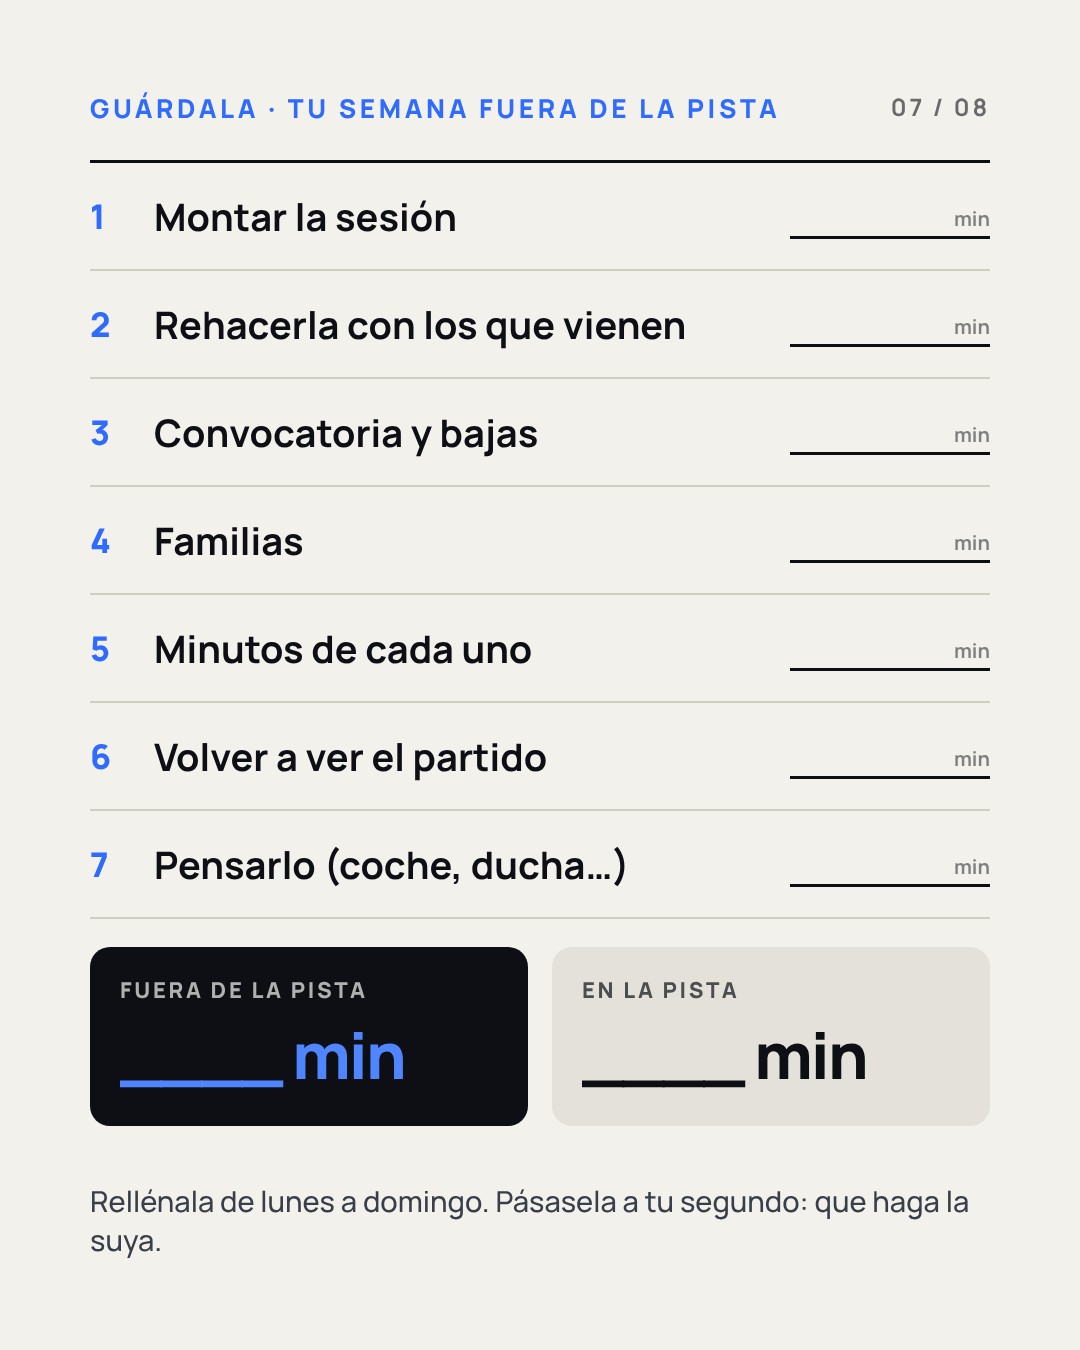 GUÁRDALA · TU SEMANA FUERA DE LA PISTA 07 / 08
1 Montar la sesión min
2 Rehacerla con los que vienen min
3 Convocatoria y bajas min
4 Familias min
5 Minutos de cada uno min
6 Volver a ver el partido min
7 Pensarlo (coche, ducha…) min
FUERA DE LA PISTA
____ min
EN LA PISTA
____ min
Rellénala de lunes a domingo. Pásasela a tu segundo: que haga la
suya.